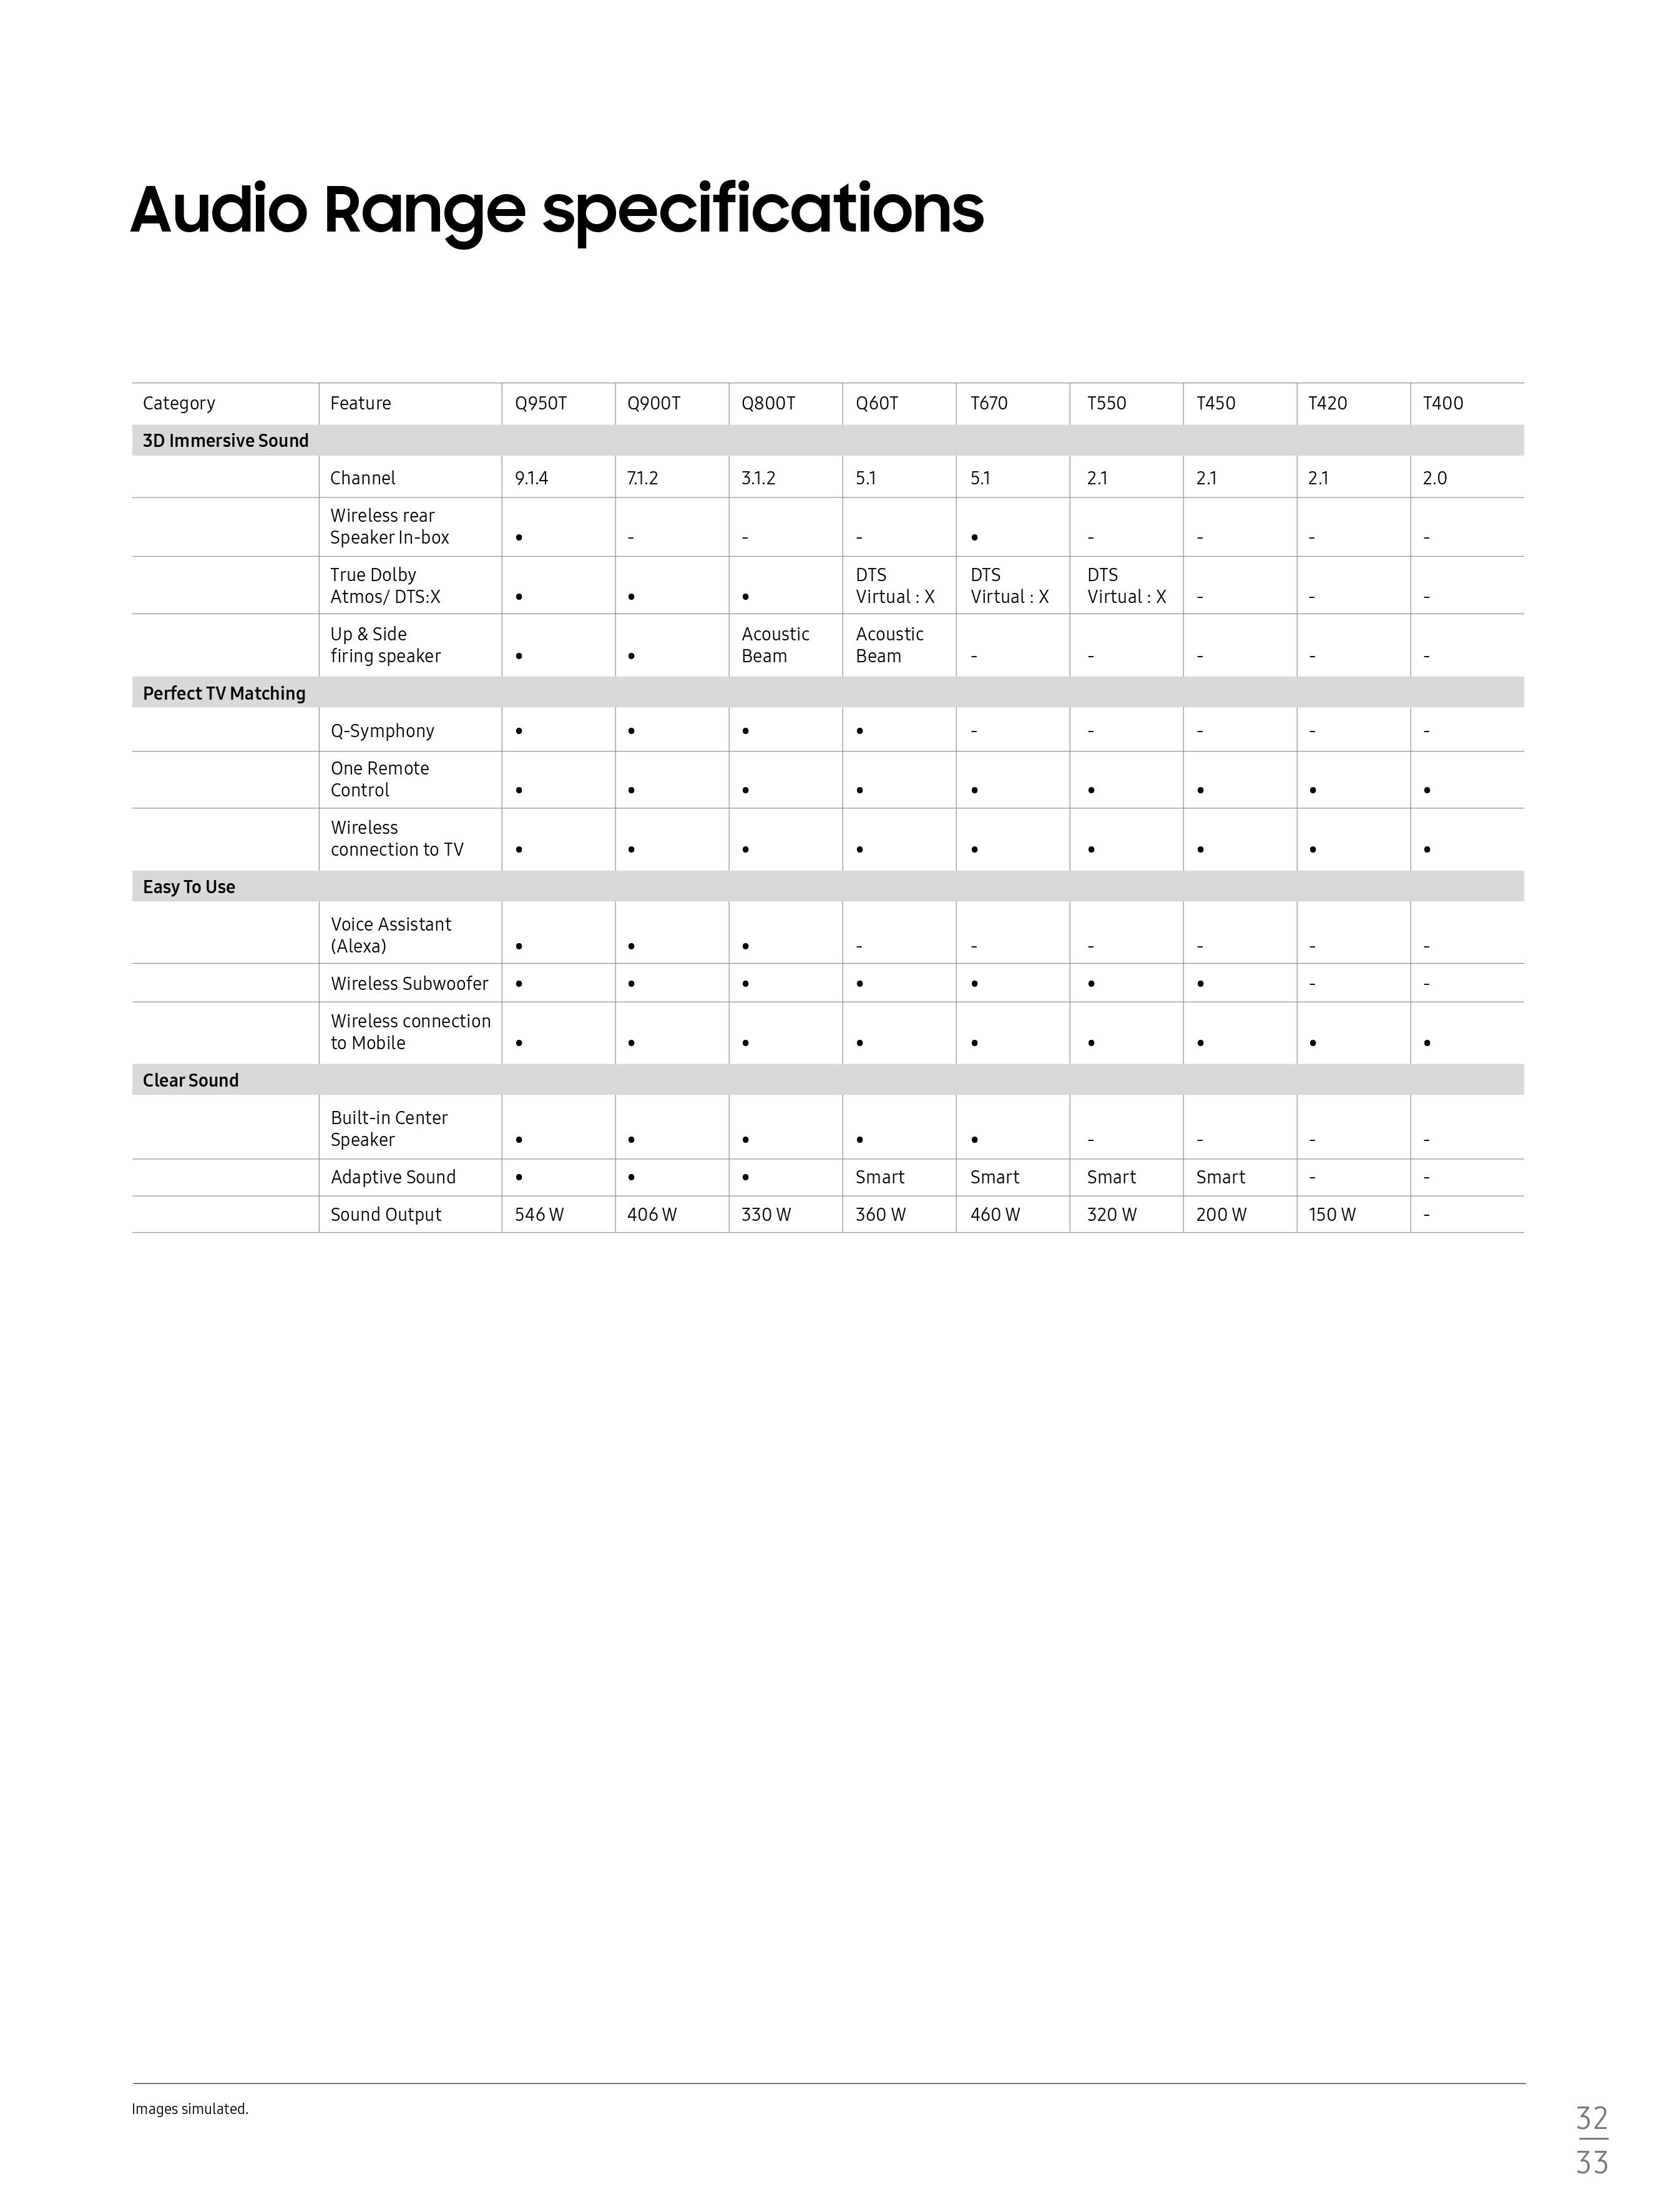 Audio Range specifications
Category Feature Q950T Q900T Q800T Q60T T670 T550 T450 T420 T400
3D Immersive Sound
Channel 9.1.4 7.1.2 3.1.2 5.1 5.1 2.1 2.1 2.1 2.0
Wireless rear
Speaker In-box • - - - • - - - -
True Dolby DTS DTS DTS
Atmos/ DTS:X • • • Virtual : X Virtual : X Virtual : X - - -
Up & Side Acoustic Acoustic
firing speaker • • Beam Beam - - - - -
Perfect TV Matching
Q-Symphony • • • • - - - - -
One Remote
Control • • • • • • • • •
Wireless
connection to TV • • • • • • • • •
Easy To Use
Voice Assistant
(Alexa) • • • - - - - - -
Wireless Subwoofer • • • • • • • - -
Wireless connection
to Mobile • • • • • • • • •
Clear Sound
Built-in Center
Speaker • • • • • - - - -
Adaptive Sound • • • Smart Smart Smart Smart - -
Sound Output 546 W 406 W 330 W 360 W 460 W 320 W 200 W 150 W -
Images simulated.
32
33